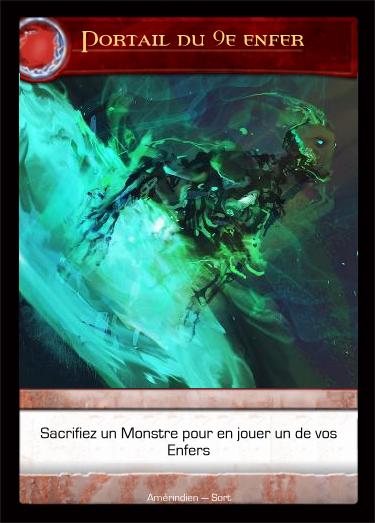 Portail du 9e enfer
Sacrifiez un Monstre pour en jouer un de vos
Enfers
Amérindien — Sort